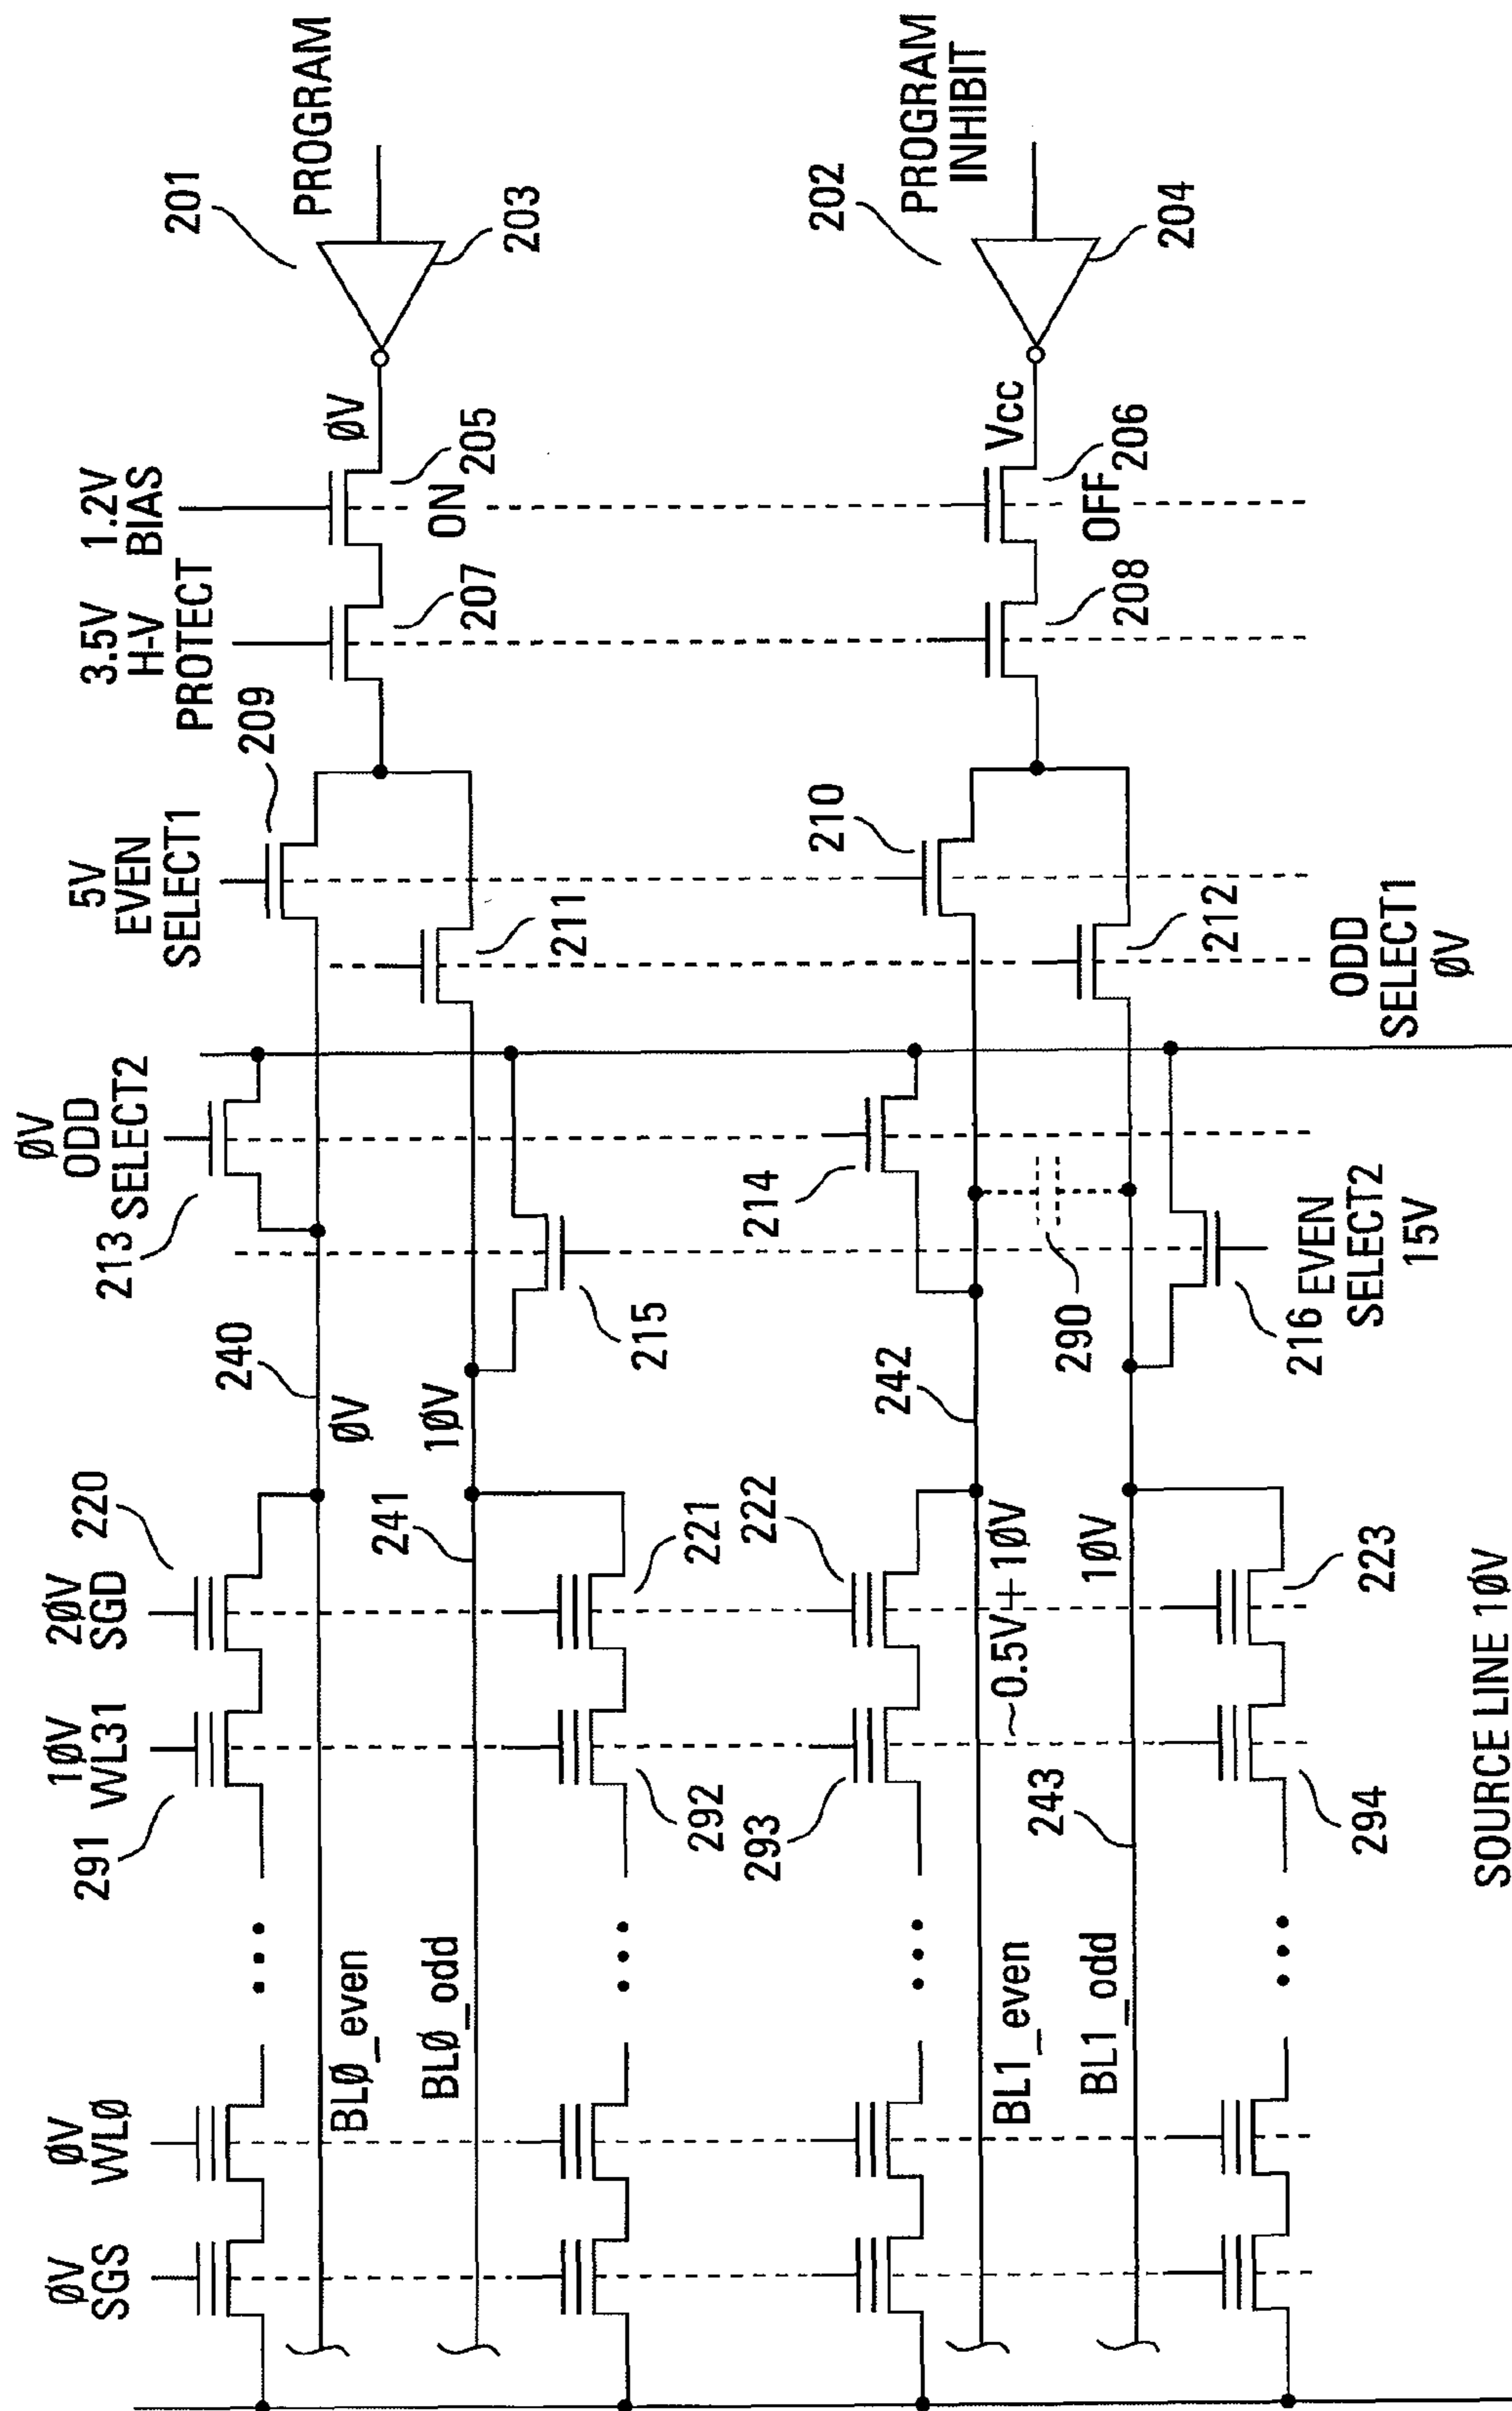 ØV
SGS
ØV
WLØ
291
1ØV
WL31
2ØV
SGD
220
240
213
ØV
ODD
SELECT2
5V
EVEN
SELECT1
209
3.5V
H-V
PROTECT
1.2V
BIAS
207
205
ON
ØV
201
203
PROGRAM
BLØ_even
ØV
BLØ_odd
241
1ØV
215
211
292
221
293
222
242
214
210
208
206
OFF
Vcc
202
204
PROGRAM
INHIBIT
BL1_even
~0.5V+1ØV
290
BL1_odd
243
1ØV
216
212
294
223
EVEN
SELECT2
15V
ODD
SELECT1
ØV
SOURCE LINE 1ØV